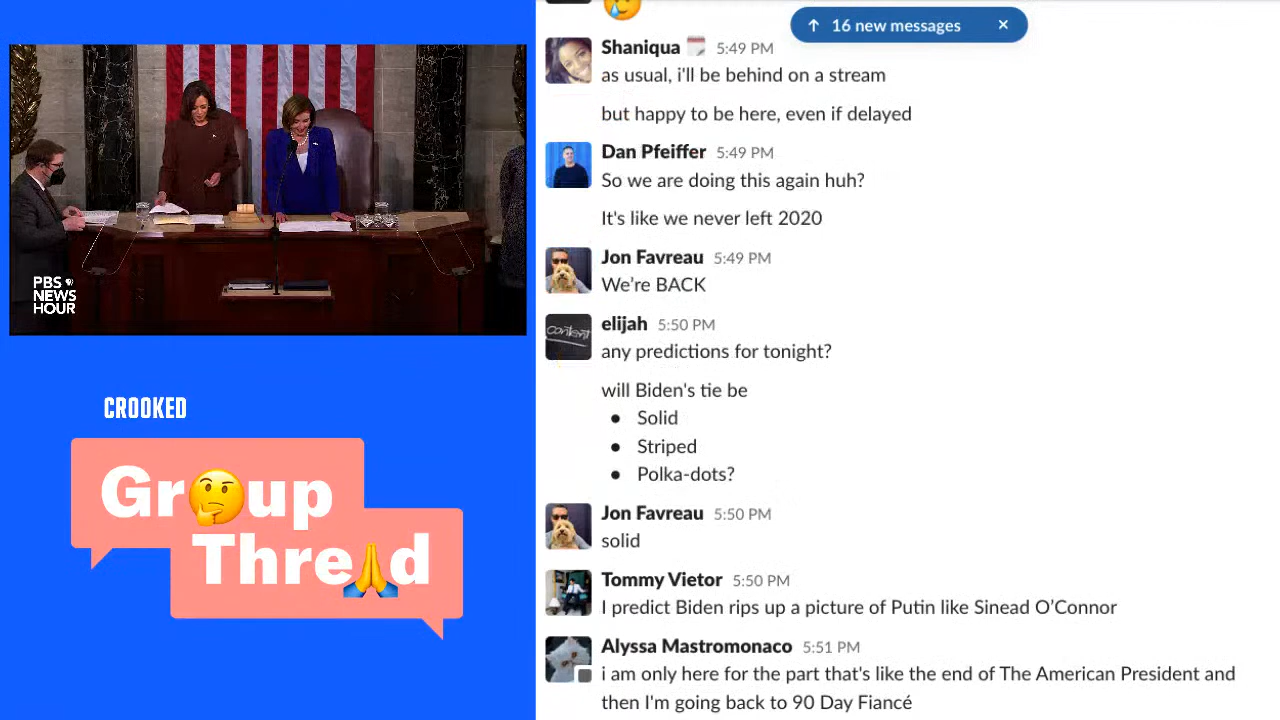 PBS
NEWS
HOUR
CROOKED
Gr🤔up
Thre🙏d
↑ 16 new messages ×
Shaniqua 5:49 PM
as usual, i'll be behind on a stream
but happy to be here, even if delayed
Dan Pfeiffer 5:49 PM
So we are doing this again huh?
It's like we never left 2020
Jon Favreau 5:49 PM
We're BACK
content
elijah 5:50 PM
any predictions for tonight?
will Biden's tie be
• Solid
• Striped
• Polka-dots?
Jon Favreau 5:50 PM
solid
Tommy Vietor 5:50 PM
I predict Biden rips up a picture of Putin like Sinead O'Connor
Alyssa Mastromonaco 5:51 PM
i am only here for the part that's like the end of The American President and
then I'm going back to 90 Day Fiancé